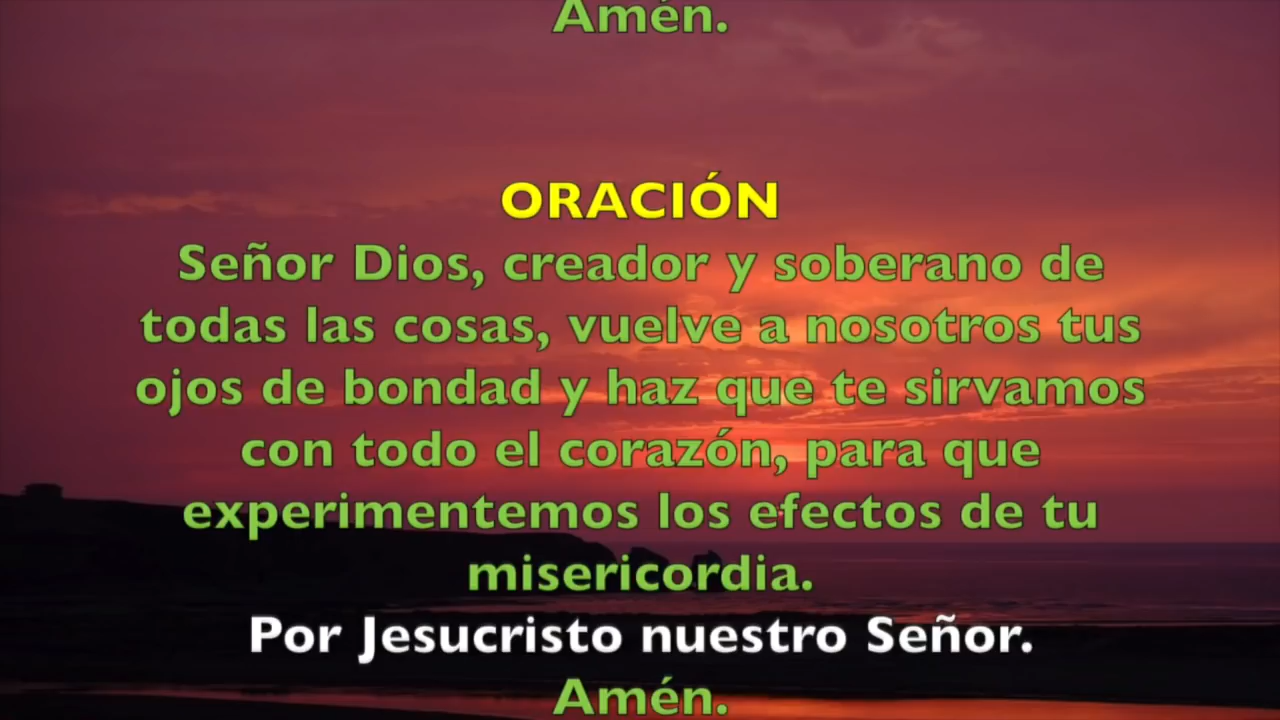 Amén.
ORACIÓN
Señor Dios, creador y soberano de
todas las cosas, vuelve a nosotros tus
ojos de bondad y haz que te sirvamos
con todo el corazón, para que
experimentemos los efectos de tu
misericordia.
Por Jesucristo nuestro Señor.
Amén.